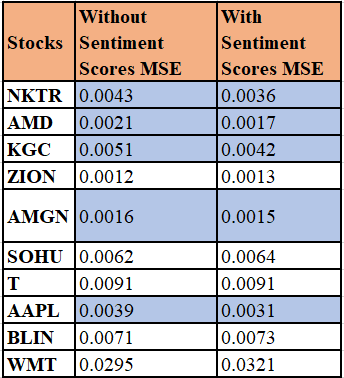 Stocks Without Sentiment Scores MSE With Sentiment Scores MSE
NKTR 0.0043 0.0036
AMD 0.0021 0.0017
KGC 0.0051 0.0042
ZION 0.0012 0.0013
AMGN 0.0016 0.0015
SOHU 0.0062 0.0064
T 0.0091 0.0091
AAPL 0.0039 0.0031
BLIN 0.0071 0.0073
WMT 0.0295 0.0321